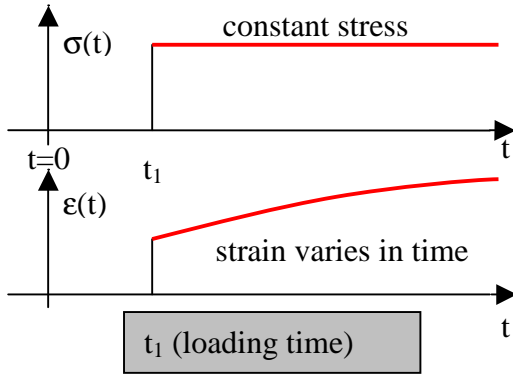 constant stress
σ(t)
t
t=0
t₁
ε(t)
strain varies in time
t
t₁ (loading time)